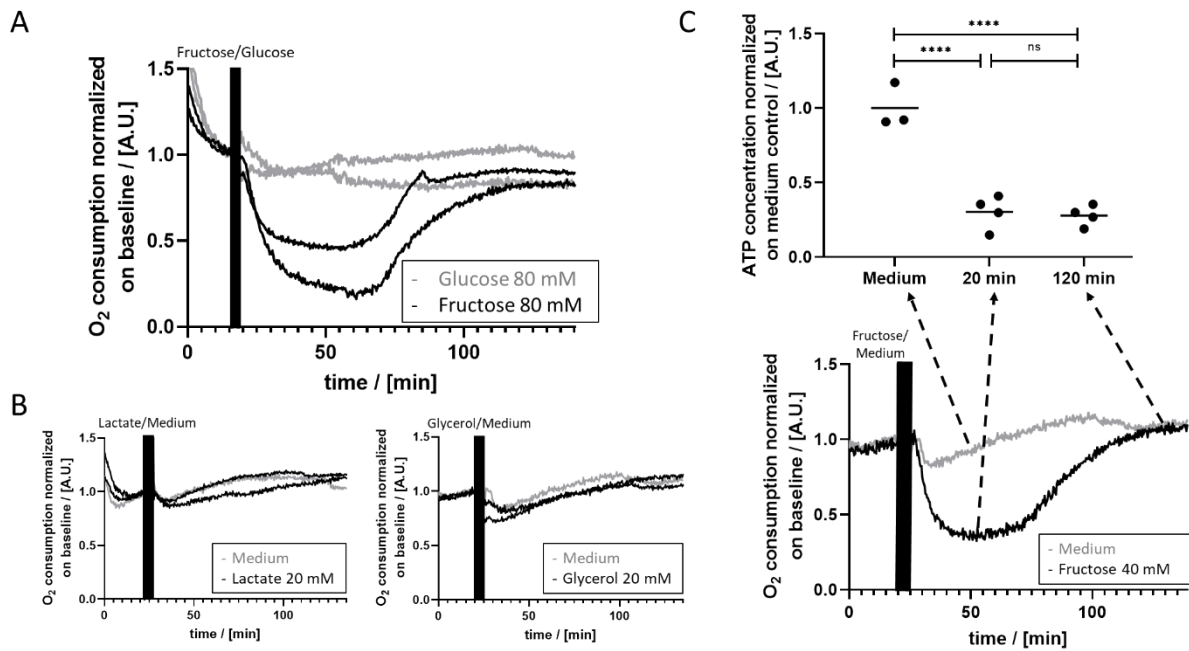 A
Fructose/Glucose
O2 consumption normalized
on baseline / [A.U.]
1.5
1.0
0.5
0.0
0
50
100
time / [min]
- Glucose 80 mM
- Fructose 80 mM
B
Lactate/Medium
O2 consumption normalized
on baseline / [A.U.]
1.5
1.0
0.5
0.0
0
50
100
time / [min]
- Medium
- Lactate 20 mM
Glycerol/Medium
O2 consumption normalized
on baseline / [A.U.]
1.5
1.0
0.5
0.0
0
50
100
time / [min]
- Medium
- Glycerol 20 mM
C
ATP concentration normalized
on medium control / [A.U.]
****
****
ns
1.5
1.0
0.5
0.0
Medium
20 min
120 min
Fructose/
Medium
O2 consumption normalized
on baseline / [A.U.]
1.5
1.0
0.5
0.0
0
50
100
time / [min]
- Medium
- Fructose 40 mM